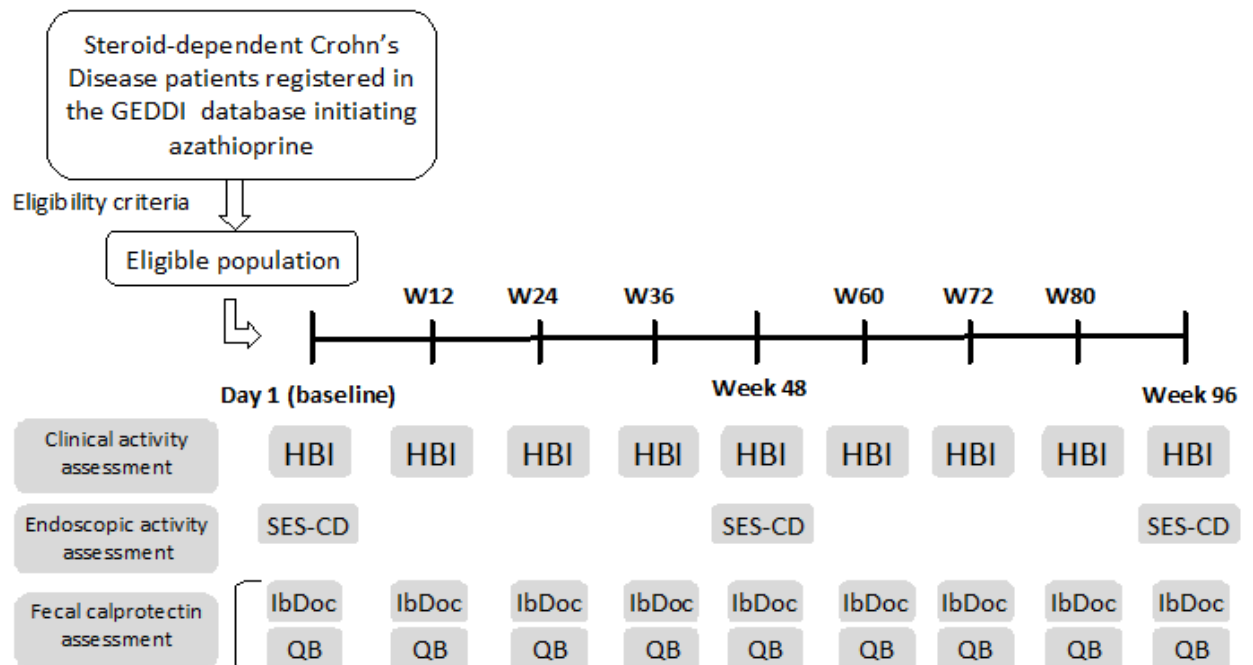 Steroid-dependent Crohn's
Disease patients registered in
the GEDDI database initiating
azathioprine
Eligibility criteria
Eligible population
W12 W24 W36 W60 W72 W80
Day 1 (baseline) Week 48 Week 96
Clinical activity
assessment
HBI HBI HBI HBI HBI HBI HBI HBI HBI
Endoscopic activity
assessment
SES-CD SES-CD SES-CD
Fecal calprotectin
assessment
IbDoc IbDoc IbDoc IbDoc IbDoc IbDoc IbDoc IbDoc IbDoc
QB QB QB QB QB QB QB QB QB